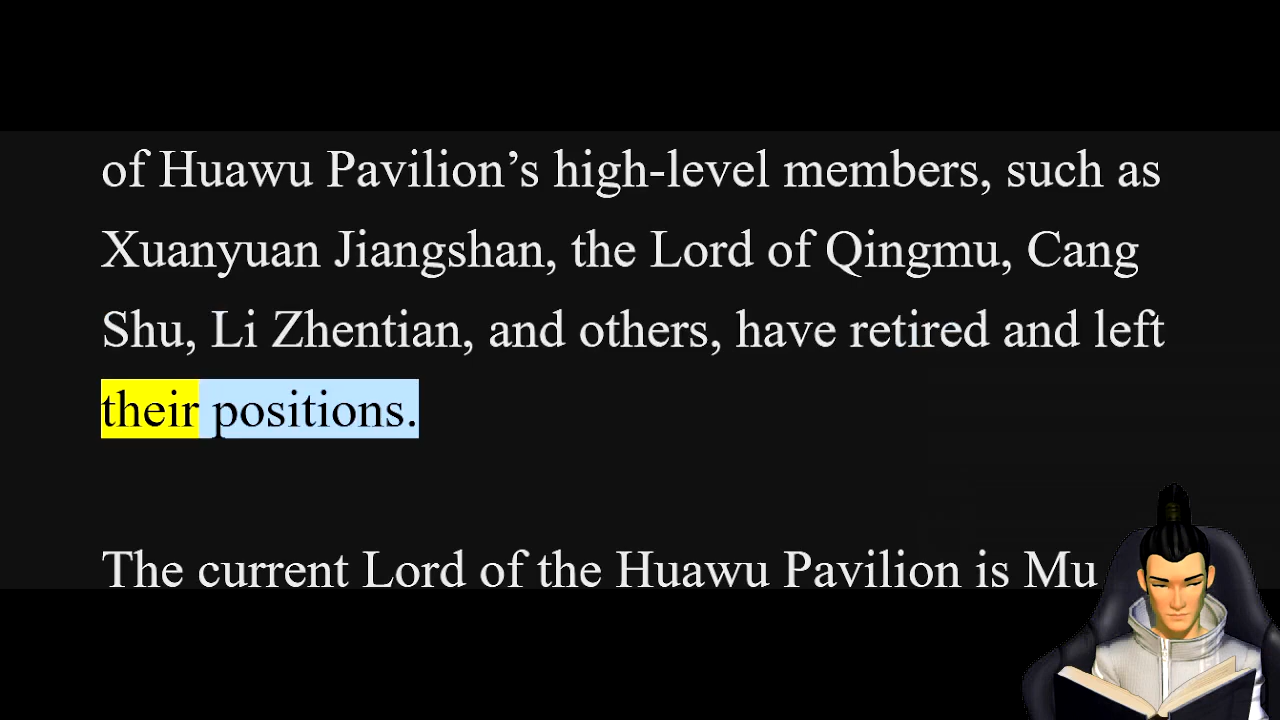 of Huawu Pavilion’s high-level members, such as
Xuanyuan Jiangshan, the Lord of Qingmu, Cang
Shu, Li Zhentian, and others, have retired and left
their positions.
The current Lord of the Huawu Pavilion is Mu